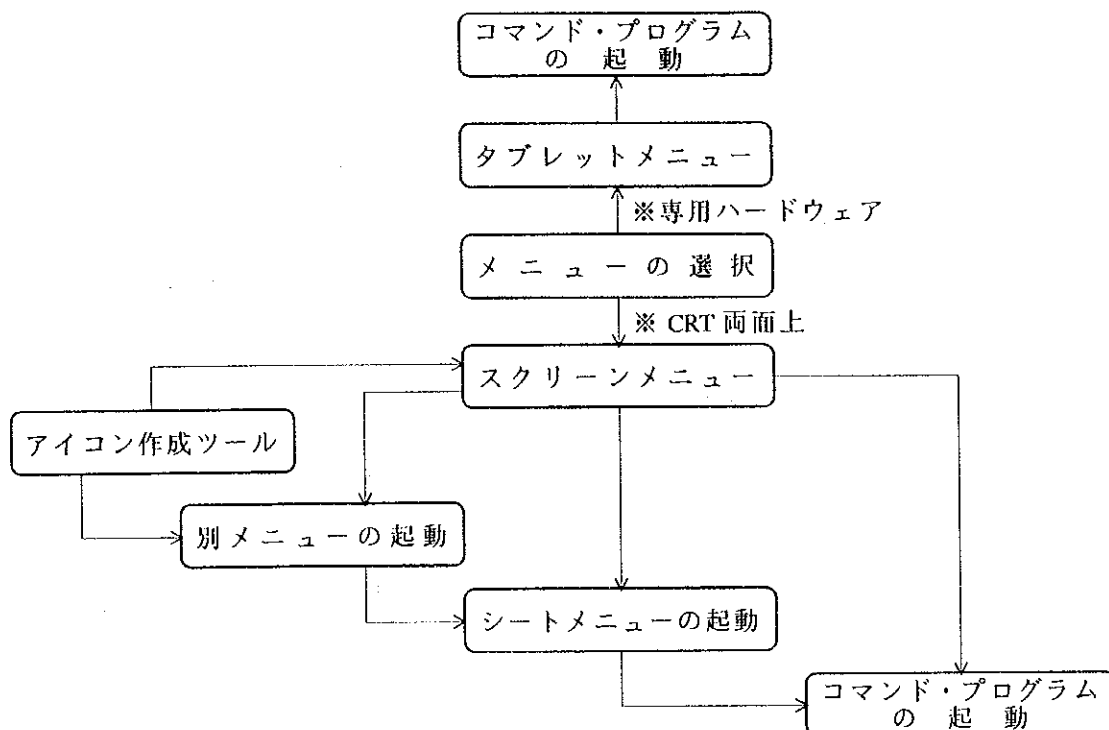 コマンド・プログラム
の起動
タブレットメニュー
※専用ハードウェア
メニューの選択
※ CRT 両面上
スクリーンメニュー
アイコン作成ツール
別メニューの起動
シートメニューの起動
コマンド・プログラム
の起動